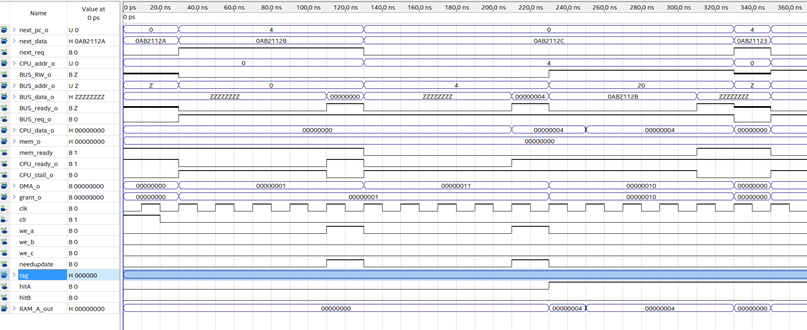 Name Value at 0 ps 0 ps 20.0 ns 40.0 ns 60.0 ns 80.0 ns 100.0 ns 120.0 ns 140.0 ns 160.0 ns 180.0 ns 200.0 ns 220.0 ns 240.0 ns 260.0 ns 280.0 ns 300.0 ns 320.0 ns 340.0 ns 360.0 ns
0 ps
next_pc_o U 0 0 4 0 4
next_data H 0AB2112A 0AB2112A 0AB2112B 0AB2112C 0AB21123
next_req B 0
CPU_addr_o U 0 0 4 0
BUS_RW_o B Z
BUS_addr_o U Z Z 0 4 20 Z
BUS_data_o H ZZZZZZZZ ZZZZZZZZ 00000000 ZZZZZZZZ 00000004 0AB2112B ZZZZZZZZ
BUS_ready_o B Z
BUS_req_o B 0
CPU_data_o H 00000000 00000000 00000004 00000004 00000000
mem_o H 00000000 00000000
mem_ready B 1
CPU_ready_o B 1
CPU_stall_o B 0
DMA_o B 00000000 00000000 00000001 00000011 00000010 00000000
grant_o B 00000000 00000000 00000001 00000010 00000000
clk B 0
clr B 1
we_a B 0
we_b B 0
we_c B 0
needupdate B 0
tag H 000000
hitA B 0
hitB B 0
RAM_A_out H 00000000 00000000 00000004 00000004 00000000